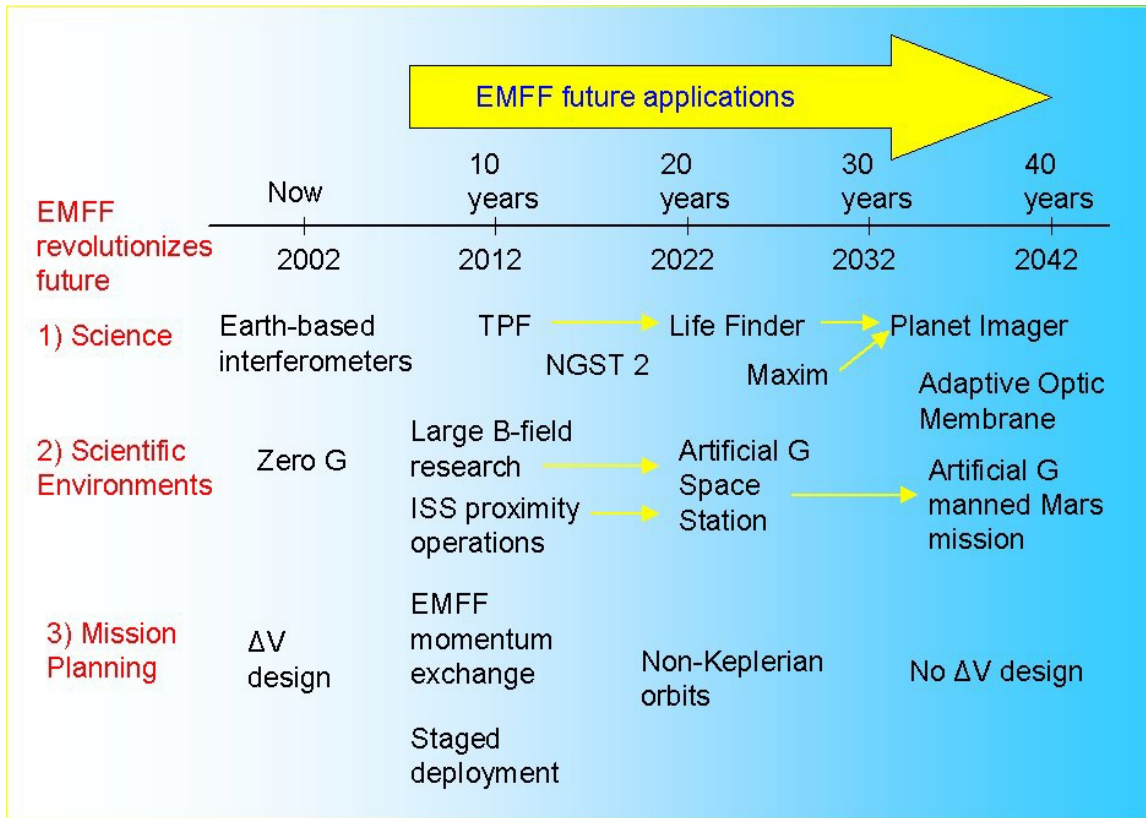 EMFF future applications
Now
10
years
20
years
30
years
40
years
EMFF
revolutionizes
future
2002
2012
2022
2032
2042
1) Science
Earth-based
interferometers
TPF
NGST 2
Life Finder
Maxim
Planet Imager
Adaptive Optic
Membrane
2) Scientific
Environments
Zero G
Large B-field
research
ISS proximity
operations
Artificial G
Space
Station
Artificial G
manned Mars
mission
3) Mission
Planning
ΔV
design
EMFF
momentum
exchange
Staged
deployment
Non-Keplerian
orbits
No ΔV design